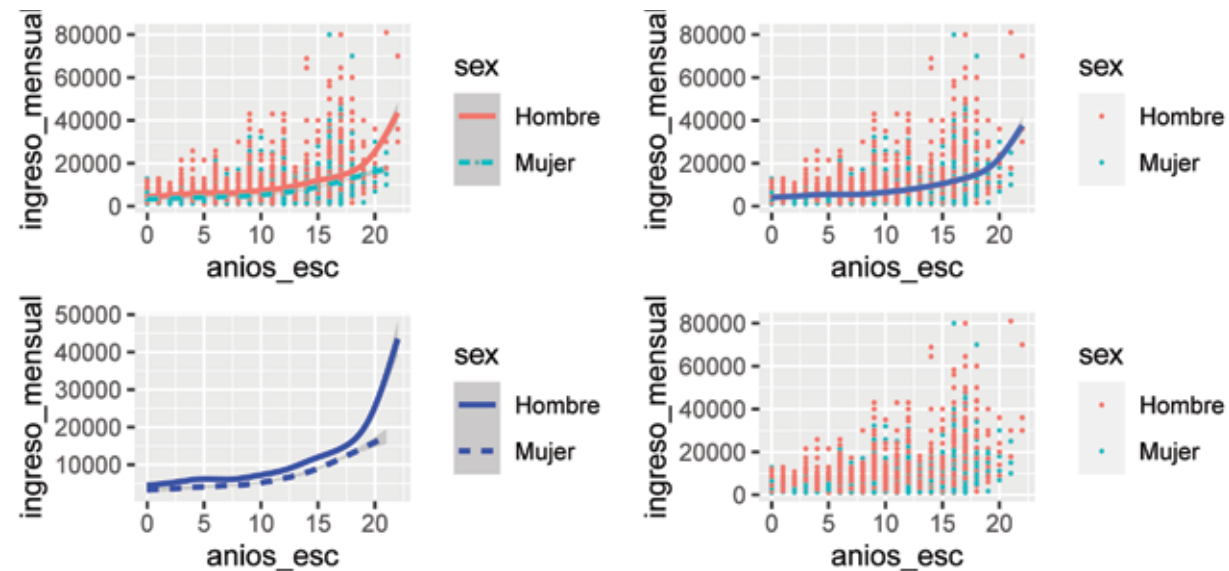 ingreso_mensual
80000
60000
40000
20000
0
0 5 10 15 20
anios_esc
sex
Hombre
Mujer
ingreso_mensual
80000
60000
40000
20000
0
0 5 10 15 20
anios_esc
sex
Hombre
Mujer
ingreso_mensual
50000
40000
30000
20000
10000
0 5 10 15 20
anios_esc
sex
Hombre
Mujer
ingreso_mensual
80000
60000
40000
20000
0
0 5 10 15 20
anios_esc
sex
Hombre
Mujer